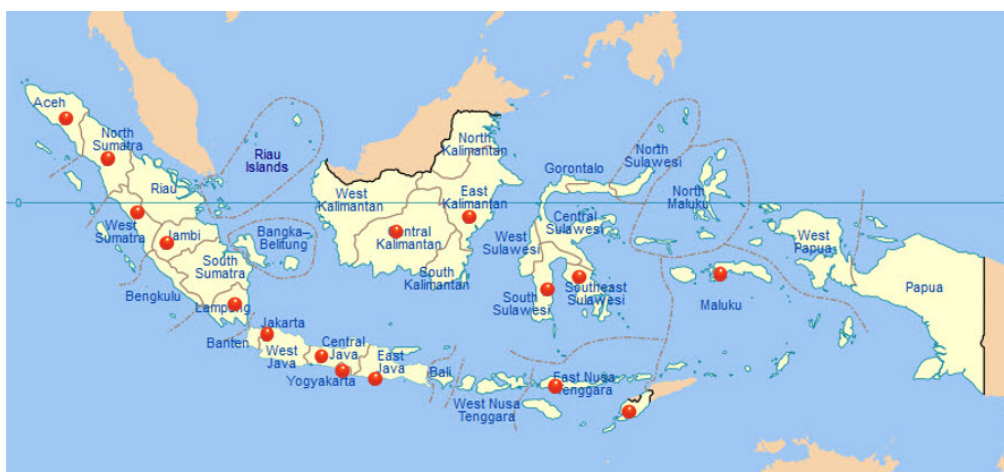 Aceh
North
Sumatra
Riau
Islands
Riau
0
West
Sumatra
Jambi
Bangka–
Belitung
South
Sumatra
Bengkulu
Lampung
Banten
Jakarta
West
Java
Central
Java
Yogyakarta
East
Java
Bali
West Nusa
Tenggara
East Nusa
Tenggara
West
Kalimantan
Central
Kalimantan
North
Kalimantan
East
Kalimantan
South
Kalimantan
Gorontalo
North
Sulawesi
Central
Sulawesi
West
Sulawesi
South
Sulawesi
Southeast
Sulawesi
North
Maluku
Maluku
West
Papua
Papua